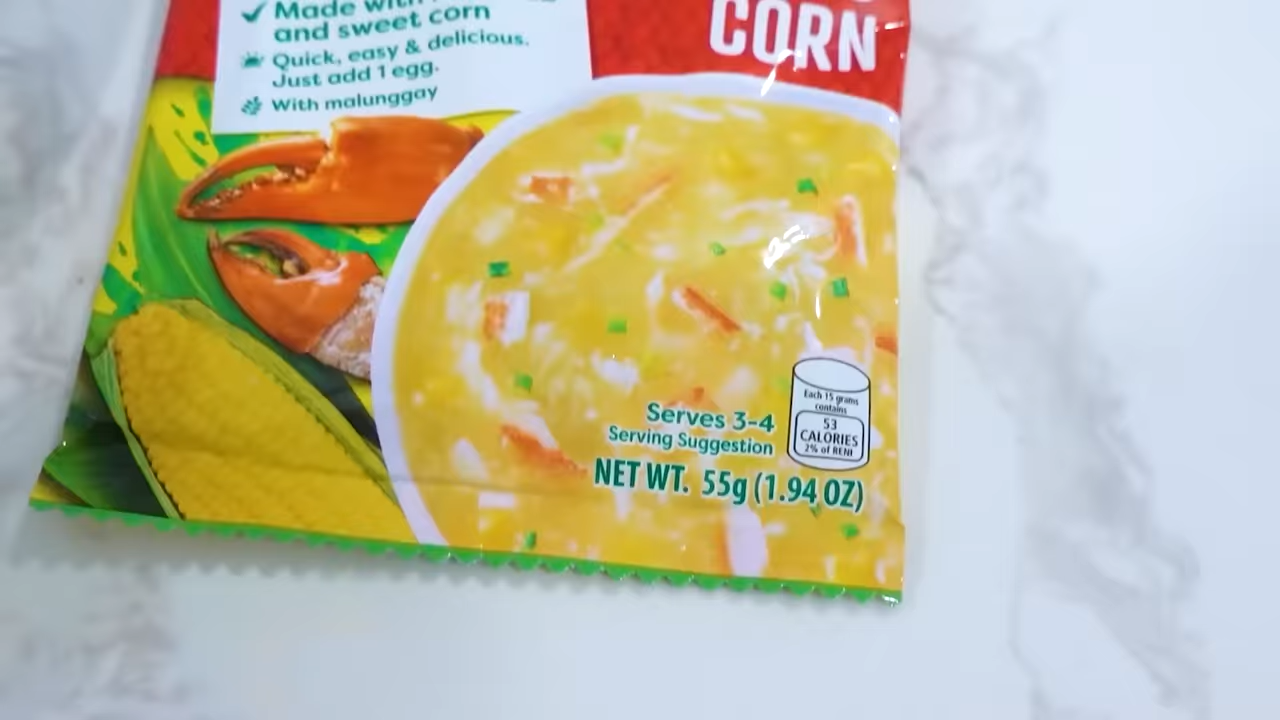 ✓ Made with
and sweet corn
Quick, easy & delicious.
Just add 1 egg.
With malunggay
CORN
Each 15 grams
contains
53
CALORIES
2% of RENI
Serves 3-4
Serving Suggestion
NET WT. 55g (1.94 OZ)